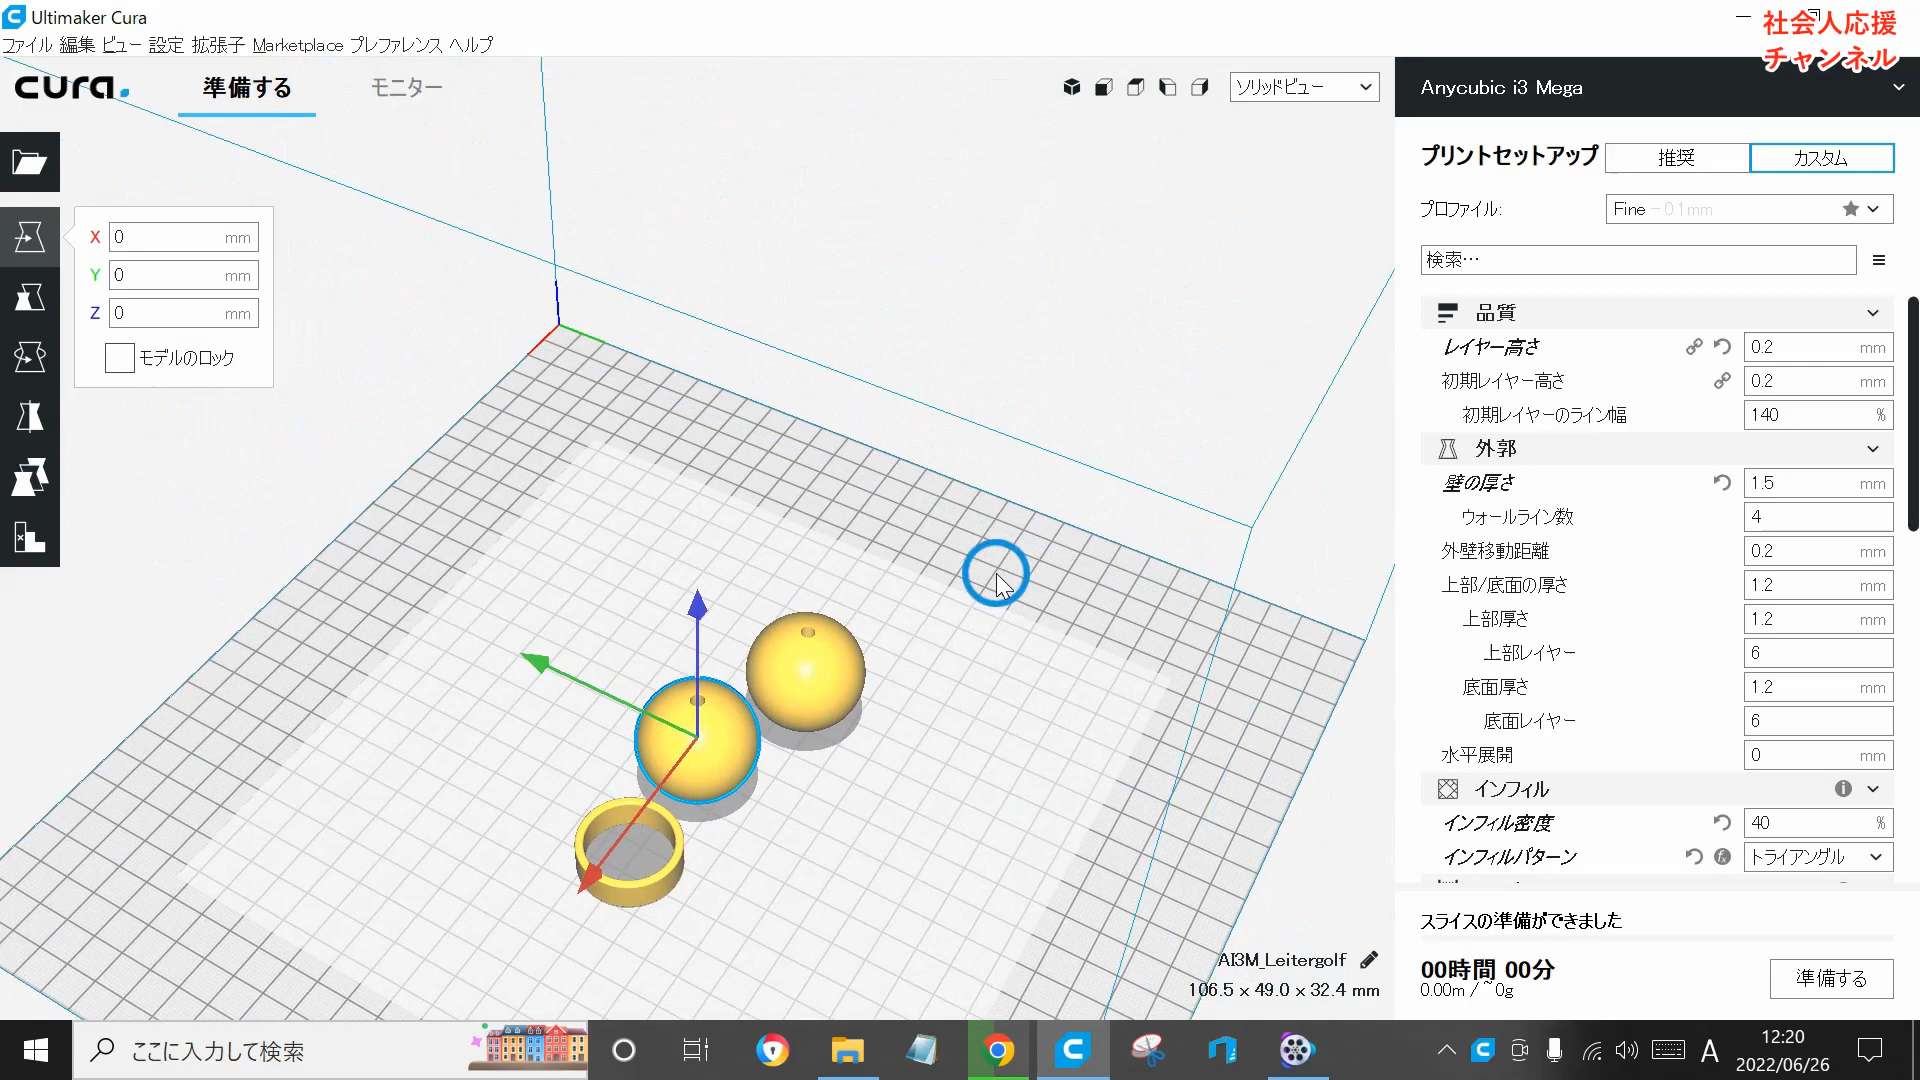 Ultimaker Cura
社会人応援
チャンネル
ファイル 編集 ビュー 設定 拡張子 Marketplace プレファレンス ヘルプ
cura.
準備する
モニター
ソリッドビュー
Anycubic i3 Mega
プリントセットアップ
推奨
カスタム
プロファイル:
Fine - 0.1mm
検索…
X 0 mm
Y 0 mm
Z 0 mm
モデルのロック
品質
レイヤー高さ 0.2 mm
初期レイヤー高さ 0.2 mm
初期レイヤーのライン幅 140 %
外郭
壁の厚さ 1.5 mm
ウォールライン数 4
外壁移動距離 0.2 mm
上部/底面の厚さ 1.2 mm
上部厚さ 1.2 mm
上部レイヤー 6
底面厚さ 1.2 mm
底面レイヤー 6
水平展開 0 mm
インフィル
インフィル密度 40 %
インフィルパターン トライアングル
スライスの準備ができました
00時間 00分
0.00m / ~ 0g
準備する
AI3M_Leitergolf
106.5 x 49.0 x 32.4 mm
ここに入力して検索
A
12:20
2022/06/26